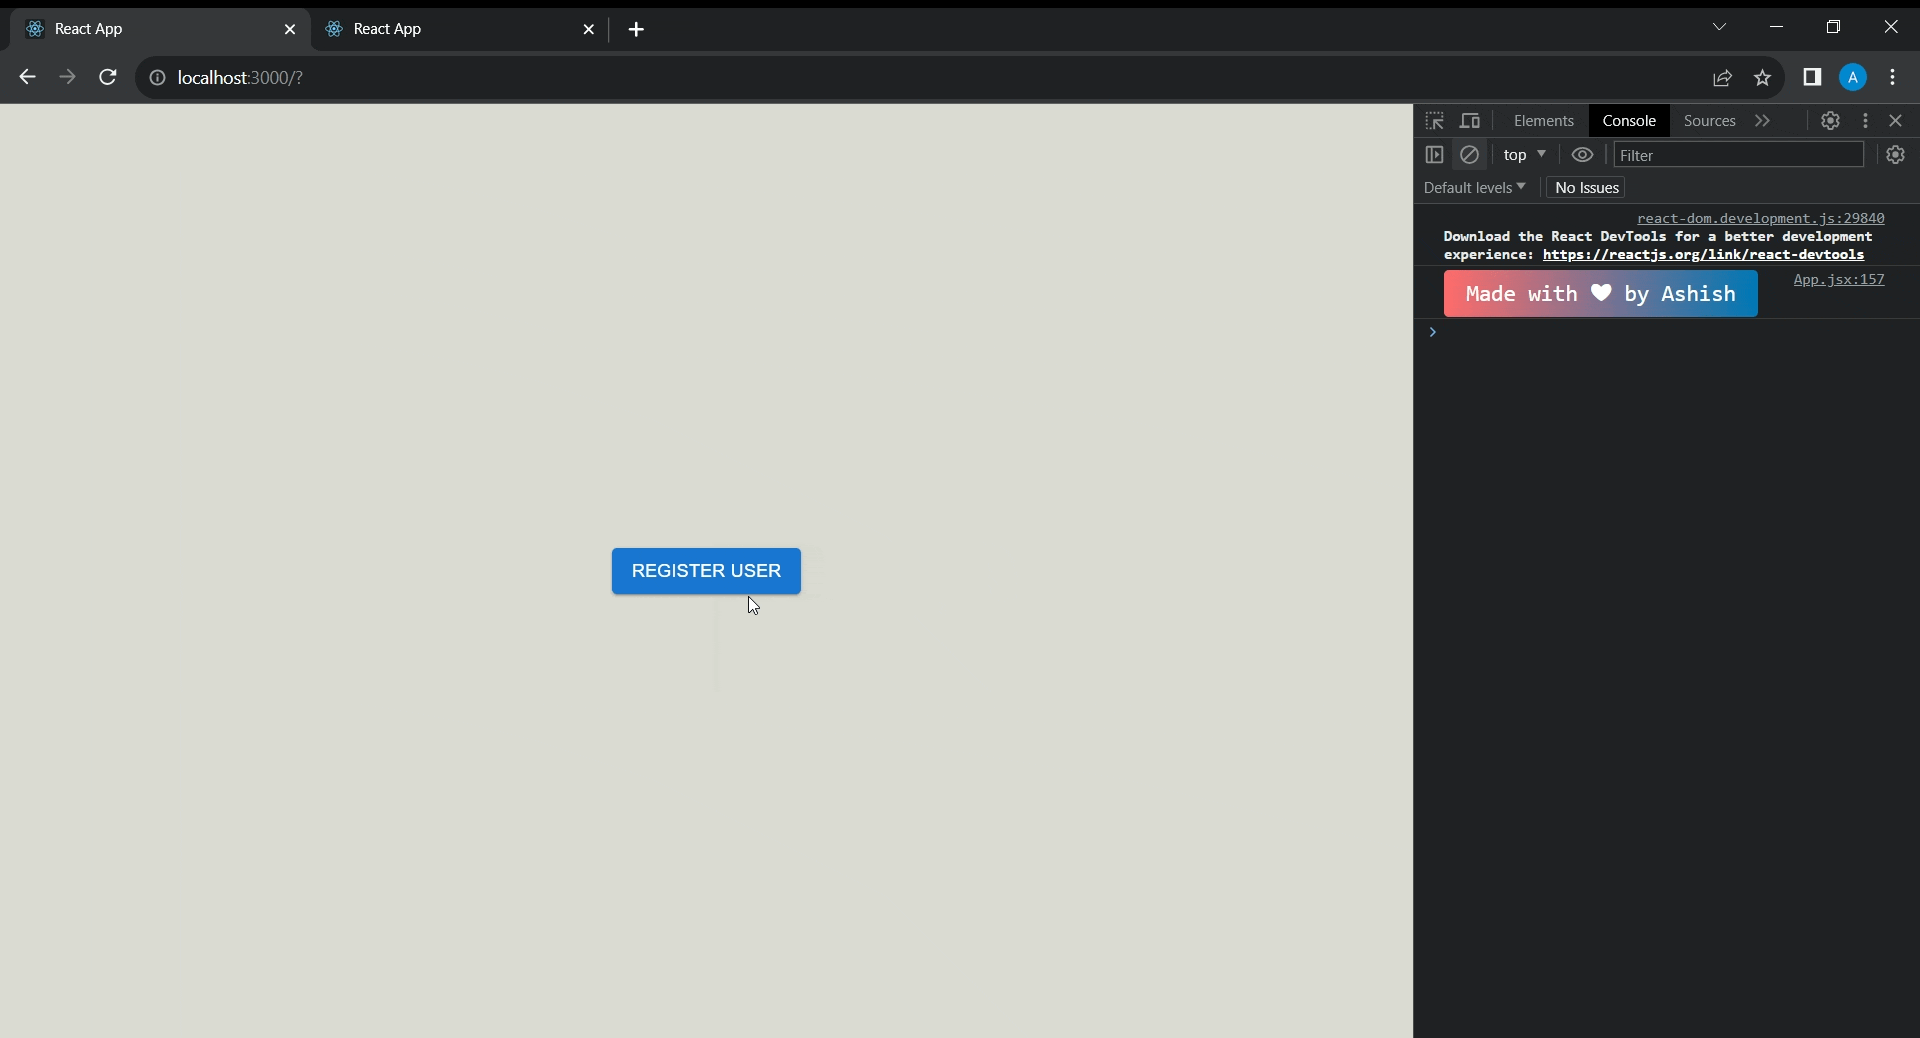 React App
React App
localhost:3000/?
A
Elements
Console
Sources
top
Filter
Default levels
No Issues
react-dom.development.js:29840
Download the React DevTools for a better development
experience: https://reactjs.org/link/react-devtools
Made with 🤍 by Ashish
App.jsx:157
REGISTER USER